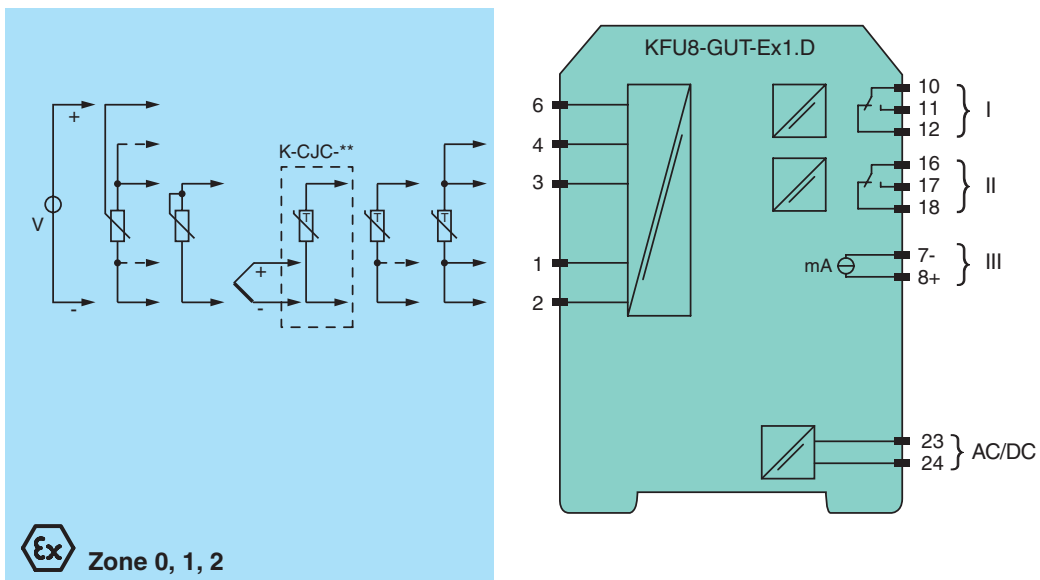 KFU8-GUT-Ex1.D
V
+
-
K-CJC-**
T
+
-
T
T
6
4
3
1
2
10
11
12
I
16
17
18
II
mA
7-
8+
III
23
24
AC/DC
Ex
Zone 0, 1, 2